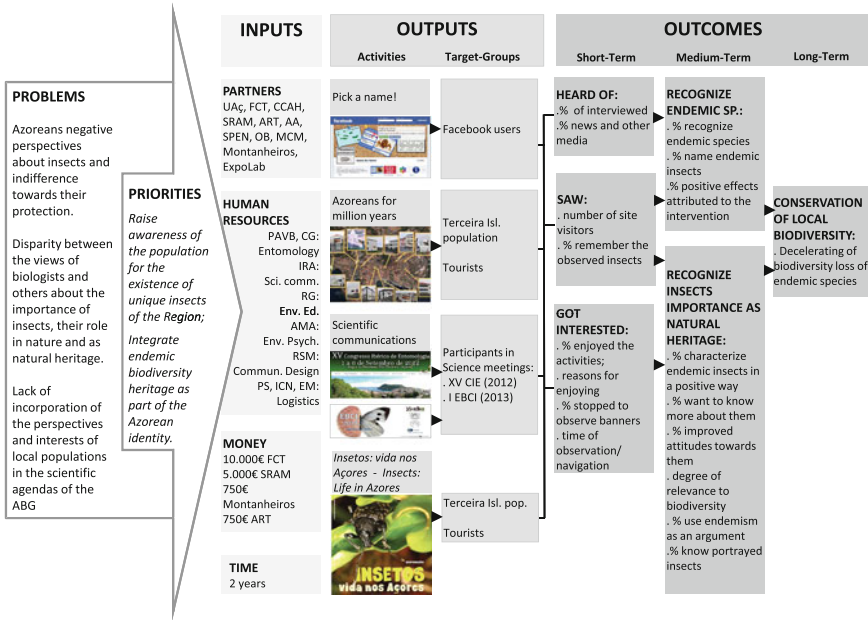 PROBLEMS
Azoreans negative
perspectives
about insects and
indifference
towards their
protection.
Disparity between
the views of
biologists and
others about the
importance of
insects, their role
in nature and as
natural heritage.
Lack of
incorporation of
the perspectives
and interests of
local populations
in the scientific
agendas of the
ABG
PRIORITIES
Raise
awareness of
the population
for the
existence of
unique insects
of the Region;
Integrate
endemic
biodiversity
heritage as
part of the
Azorean
identity.
INPUTS
PARTNERS
UAç, FCT, CCAH,
SRAM, ART, AA,
SPEN, OB, MCM,
Montanheiros,
ExpoLab
HUMAN
RESOURCES
PAVB, CG:
Entomology
IRA:
Sci. comm.
RG:
Env. Ed.
AMA:
Env. Psych.
RSM:
Commun. Design
PS, ICN, EM:
Logistics
MONEY
10.000€ FCT
5.000€ SRAM
750€
Montanheiros
750€ ART
TIME
2 years
OUTPUTS
Activities
Target-Groups
Pick a name!
facebook
Facebook users
Azoreans for
million years
Terceira Isl.
population
Tourists
Scientific
communications
XV Congresso Ibérico de Entomologia
1 a 6 de Setembro de 2012
EBCI
Participants in
Science meetings:
. XV CIE (2012)
. I EBCI (2013)
Insetos: vida nos
Açores - Insects:
Life in Azores
INSETOS
vida nos Açores
Terceira Isl. pop.
Tourists
OUTCOMES
Short-Term
Medium-Term
Long-Term
HEARD OF:
.% of interviewed
.% news and other
media
SAW:
. number of site
visitors
. % remember the
observed insects
GOT
INTERESTED:
. % enjoyed the
activities;
. reasons for
enjoying
. % stopped to
observe banners
. time of
observation/
navigation
RECOGNIZE
ENDEMIC SP.:
. % recognize
endemic species
. % name endemic
insects
.% positive effects
attributed to the
intervention
RECOGNIZE
INSECTS
IMPORTANCE AS
NATURAL
HERITAGE:
. % characterize
endemic insects in
a positive way
. % want to know
more about them
. % improved
attitudes towards
them
. degree of
relevance to
biodiversity
. % use endemism
as an argument
.% know portrayed
insects
CONSERVATION
OF LOCAL
BIODIVERSITY:
. Decelerating of
biodiversity loss of
endemic species